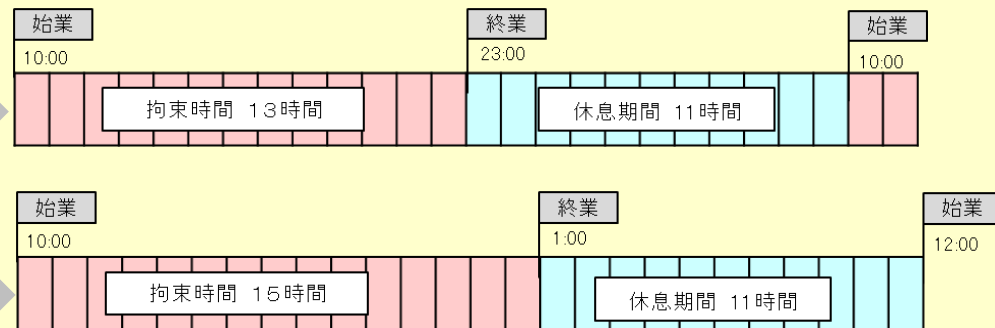 始業 終業 始業
10:00 23:00 10:00
拘束時間 13時間 休息期間 11時間
始業 終業 始業
10:00 1:00 12:00
拘束時間 15時間 休息期間 11時間